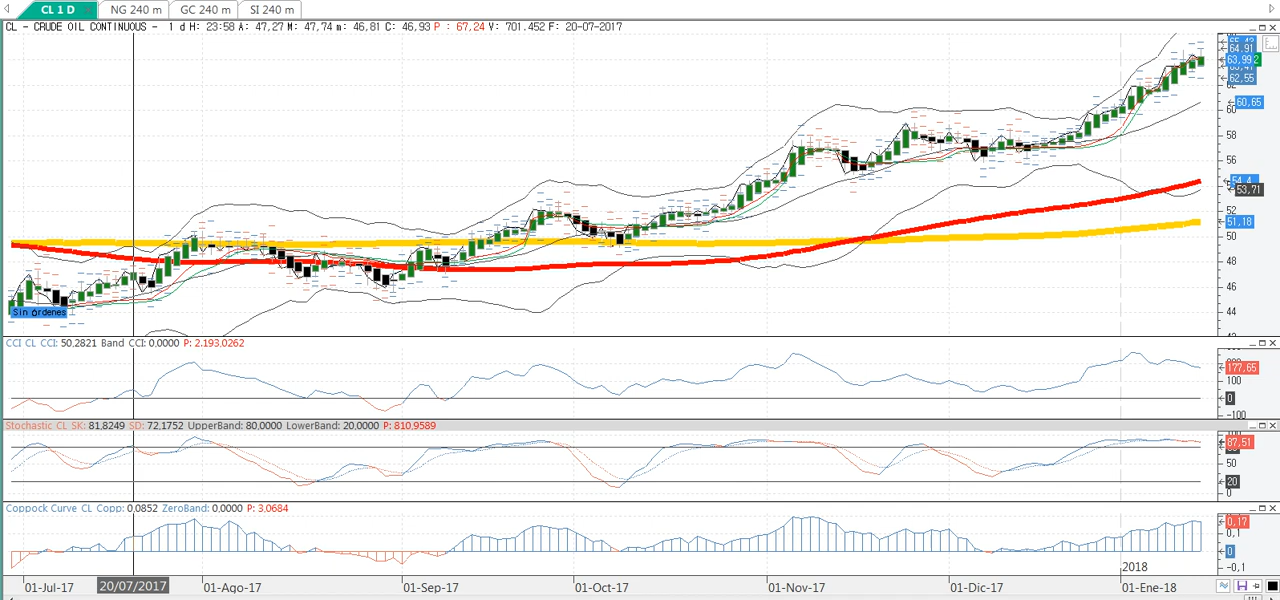 CL 1 D
NG 240 m
GC 240 m
SI 240 m
CL - CRUDE OIL CONTINUOUS - 1 d H: 23:58 A: 47,27 M: 47,74 m: 46,81 C: 46,93 P : 67,24 V: 701.452 F: 20-07-2017
64,91
63,99
62,55
60,65
60
58
56
54,4
53,71
52
51,18
50
48
46
44
Sin órdenes
CCI CL CCI: 50.2821 Band CCI: 0.0000 P: 2.193.0262
177,65
100
0
-100
Stochastic CL SK: 81.8249 SD: 72.1752 UpperBand: 80.0000 LowerBand: 20.0000 P: 810.9589
87,51
50
20
0
Coppock Curve CL Copp: 0.0852 ZeroBand: 0.0000 P: 3.0684
0,17
0,1
0
-0,1
2018
01-Jul-17
20/07/2017
01-Ago-17
01-Sep-17
01-Oct-17
01-Nov-17
01-Dic-17
01-Ene-18